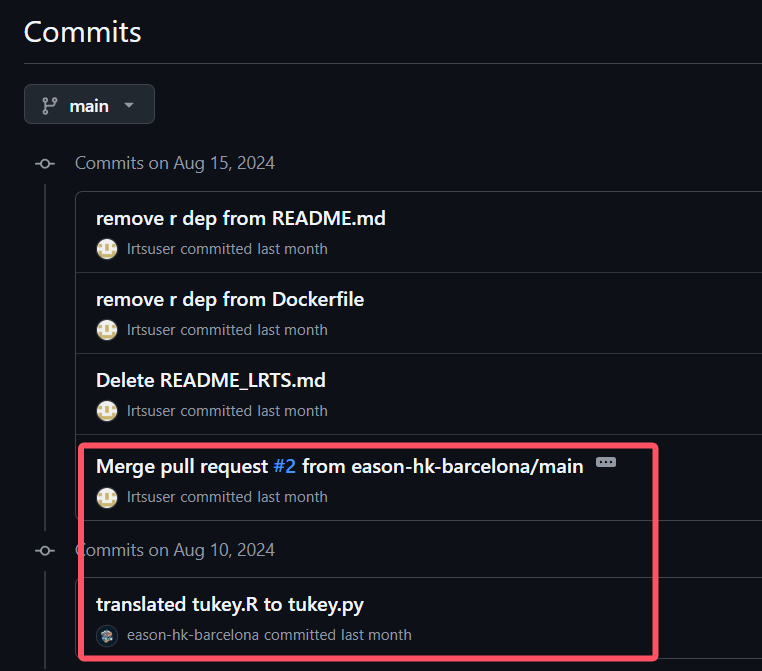 Commits
main
Commits on Aug 15, 2024
remove r dep from README.md
lrtsuser committed last month
remove r dep from Dockerfile
lrtsuser committed last month
Delete README_LRTS.md
lrtsuser committed last month
Merge pull request #2 from eason-hk-barcelona/main
lrtsuser committed last month
Commits on Aug 10, 2024
translated tukey.R to tukey.py
eason-hk-barcelona committed last month